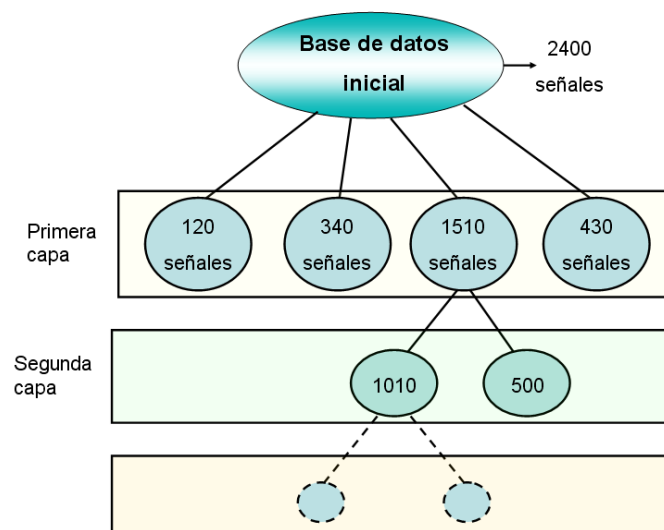 Base de datos
inicial
2400
señales
Primera
capa
120
señales
340
señales
1510
señales
430
señales
Segunda
capa
1010
500